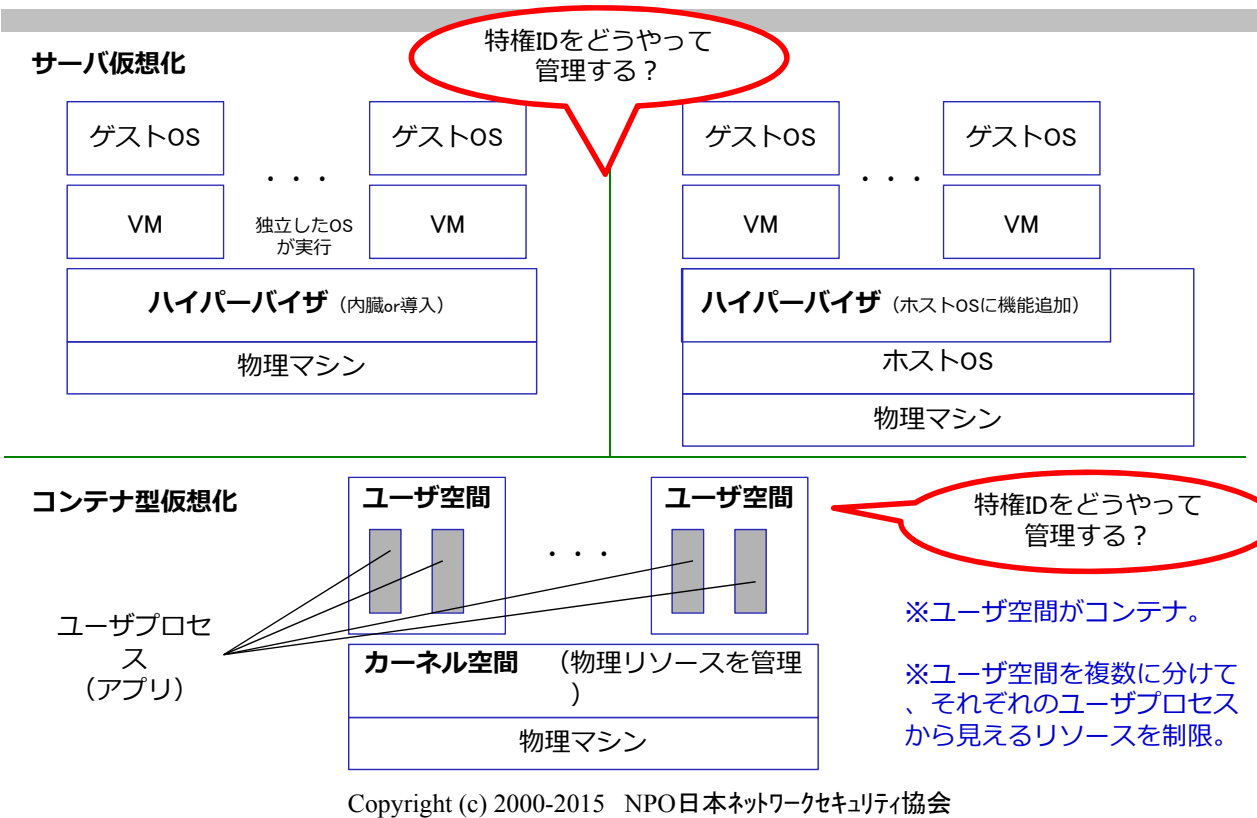 特権IDをどうやって
管理する？
サーバ仮想化
ゲストOS
ゲストOS
・・・
VM
独立したOS
が実行
VM
ハイパーバイザ（内臓or導入）
物理マシン
ゲストOS
ゲストOS
・・・
VM
VM
ハイパーバイザ（ホストOSに機能追加）
ホストOS
物理マシン
コンテナ型仮想化
ユーザ空間
・・・
ユーザ空間
特権IDをどうやって
管理する？
ユーザプロセ
ス
（アプリ）
カーネル空間　（物理リソースを管理
）
物理マシン
※ユーザ空間がコンテナ。
※ユーザ空間を複数に分けて
、それぞれのユーザプロセス
から見えるリソースを制限。
Copyright (c) 2000-2015 NPO日本ネットワークセキュリティ協会